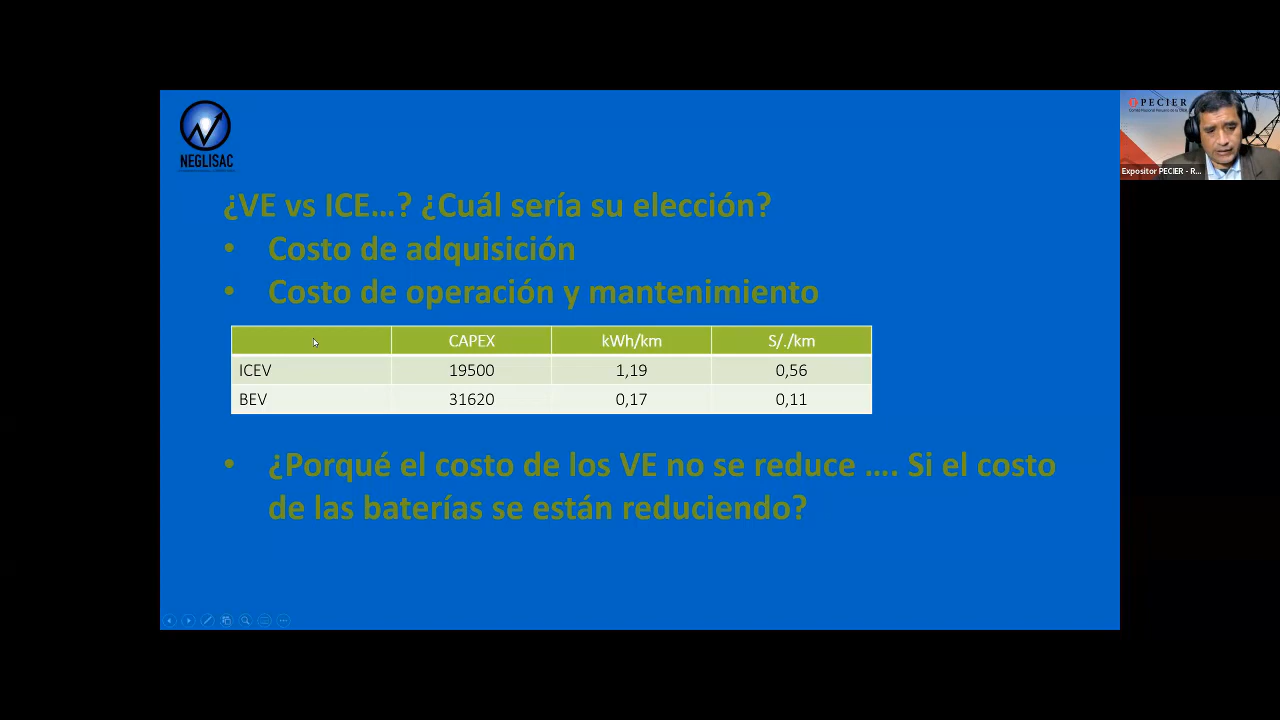 PECIER
NEGLISAC
Expositor PECIER - R...
¿VE vs ICE...? ¿Cuál sería su elección?
• Costo de adquisición
• Costo de operación y mantenimiento
CAPEX kWh/km S/./km
ICEV 19500 1,19 0,56
BEV 31620 0,17 0,11
• ¿Porqué el costo de los VE no se reduce .... Si el costo
de las baterías se están reduciendo?